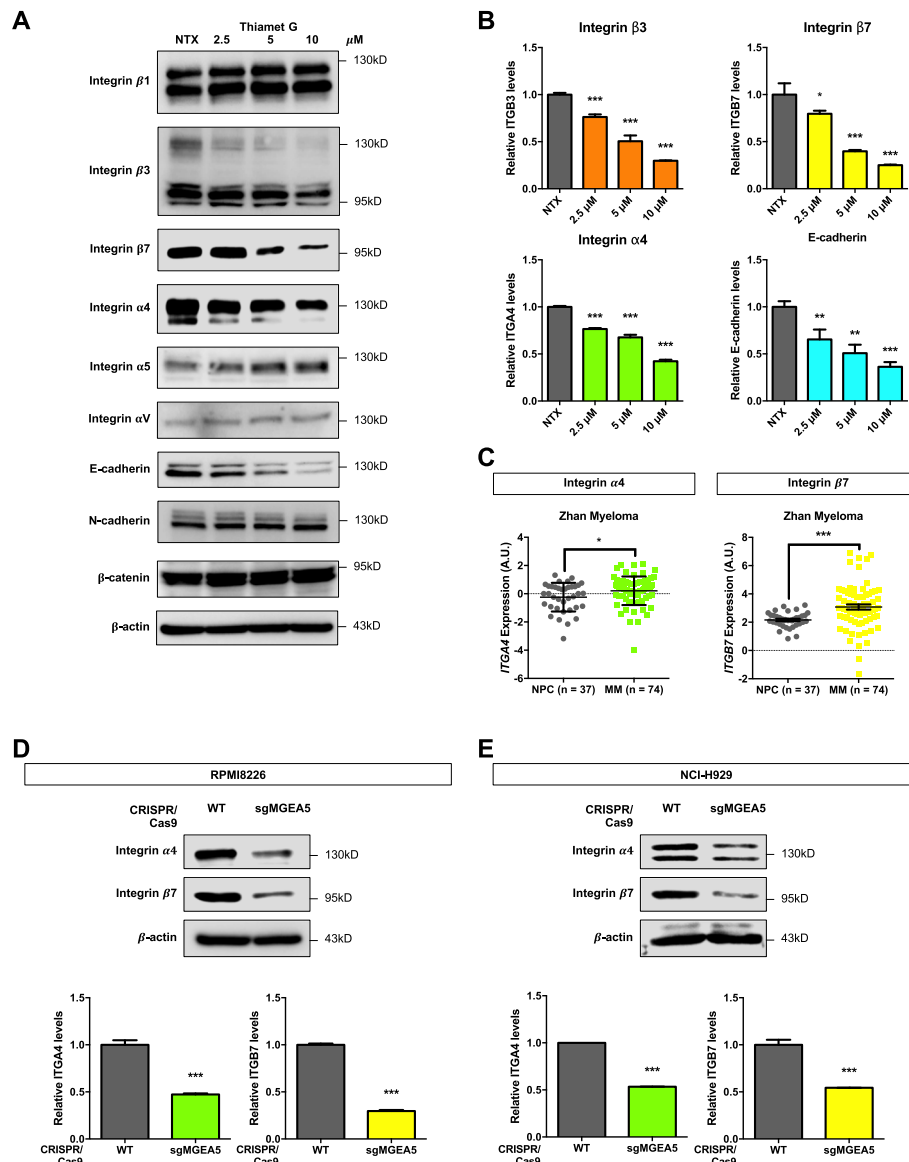 A
Thiamet G
NTX 2.5 5 10 μM
Integrin β1
130kD
Integrin β3
130kD
95kD
Integrin β7
95kD
Integrin α4
130kD
Integrin α5
130kD
Integrin αV
130kD
E-cadherin
130kD
N-cadherin
130kD
β-catenin
95kD
β-actin
43kD
B
Integrin β3
Relative ITGB3 levels
1.5
1.0
0.5
0.0
***
***
***
NTX
2.5 μM
5 μM
10 μM
Integrin β7
Relative ITGB7 levels
1.5
1.0
0.5
0.0
*
***
***
NTX
2.5 μM
5 μM
10 μM
Integrin α4
Relative ITGA4 levels
1.5
1.0
0.5
0.0
***
***
***
NTX
2.5 μM
5 μM
10 μM
E-cadherin
Relative E-cadherin levels
1.5
1.0
0.5
0.0
**
**
***
NTX
2.5 μM
5 μM
10 μM
C
Integrin α4
Zhan Myeloma
ITGA4 Expression (A.U.)
4
2
0
-2
-4
-6
*
NPC (n = 37) MM (n = 74)
Integrin β7
Zhan Myeloma
ITGB7 Expression (A.U.)
8
6
4
2
0
-2
***
NPC (n = 37) MM (n = 74)
D
RPMI8226
CRISPR/
Cas9
WT sgMGEA5
Integrin α4
130kD
Integrin β7
95kD
β-actin
43kD
Relative ITGA4 levels
1.5
1.0
0.5
0.0
***
CRISPR/
Cas9
WT sgMGEA5
Relative ITGB7 levels
1.5
1.0
0.5
0.0
***
CRISPR/
Cas9
WT sgMGEA5
E
NCI-H929
CRISPR/
Cas9
WT sgMGEA5
Integrin α4
130kD
Integrin β7
95kD
β-actin
43kD
Relative ITGA4 levels
1.5
1.0
0.5
0.0
***
CRISPR/
Cas9
WT sgMGEA5
Relative ITGB7 levels
1.5
1.0
0.5
0.0
***
CRISPR/
Cas9
WT sgMGEA5